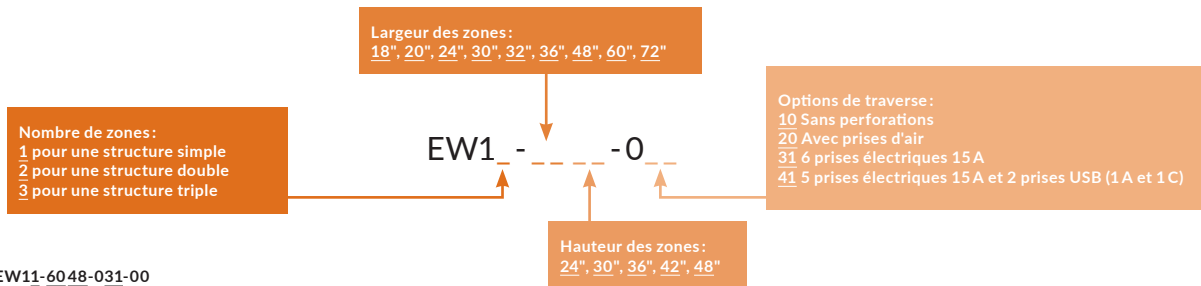 Largeur des zones :
18", 20", 24", 30", 32", 36", 48", 60", 72"
Nombre de zones :
1 pour une structure simple
2 pour une structure double
3 pour une structure triple
EW1_ - _ _ _ _ - 0_ _
Options de traverse :
10 Sans perforations
20 Avec prises d'air
31 6 prises électriques 15 A
41 5 prises électriques 15 A et 2 prises USB (1 A et 1 C)
Hauteur des zones :
24", 30", 36", 42", 48"
EW11-6048-031-00